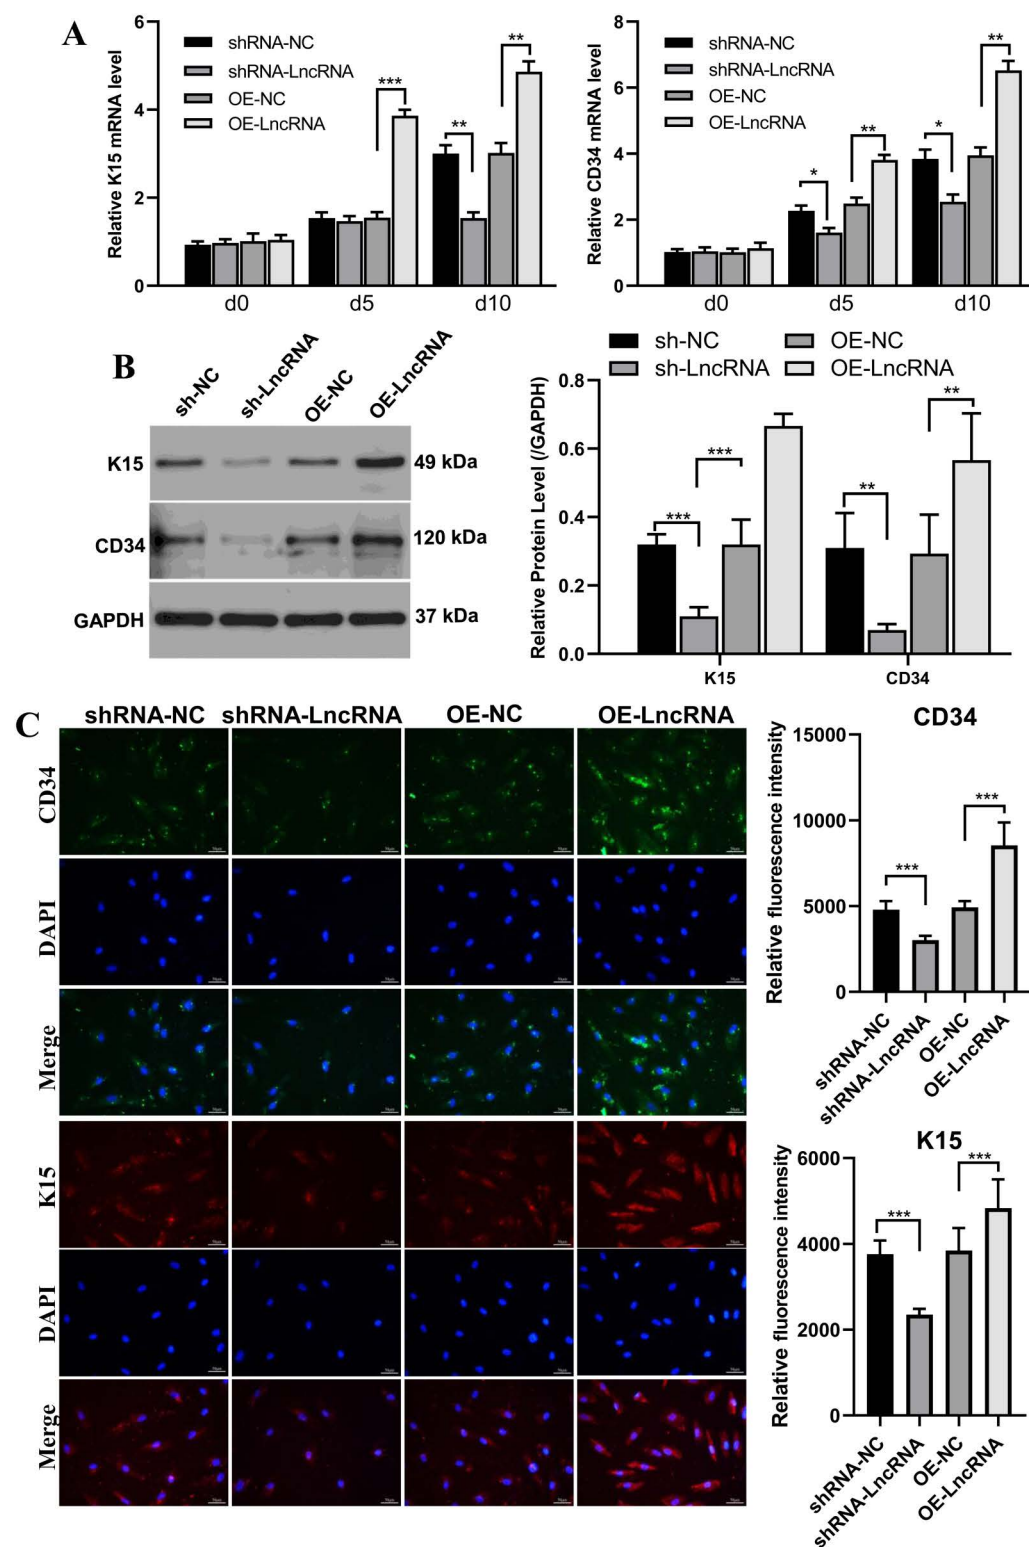 A
Relative K15 mRNA level
6
4
2
0
shRNA-NC
shRNA-LncRNA
OE-NC
OE-LncRNA
***
**
**
d0 d5 d10
Relative CD34 mRNA level
8
6
4
2
0
shRNA-NC
shRNA-LncRNA
OE-NC
OE-LncRNA
*
**
*
**
d0 d5 d10
B
sh-NC sh-LncRNA OE-NC OE-LncRNA
K15 49 kDa
CD34 120 kDa
GAPDH 37 kDa
sh-NC OE-NC
sh-LncRNA OE-LncRNA
Relative Protein Level (/GAPDH)
0.8
0.6
0.4
0.2
0.0
***
***
**
**
K15 CD34
C
shRNA-NC shRNA-LncRNA OE-NC OE-LncRNA
CD34
DAPI
Merge
K15
DAPI
Merge
CD34
Relative fluorescence intensity
15000
10000
5000
0
***
***
shRNA-NC
shRNA-LncRNA
OE-NC
OE-LncRNA
K15
Relative fluorescence intensity
6000
4000
2000
0
***
***
shRNA-NC
shRNA-LncRNA
OE-NC
OE-LncRNA